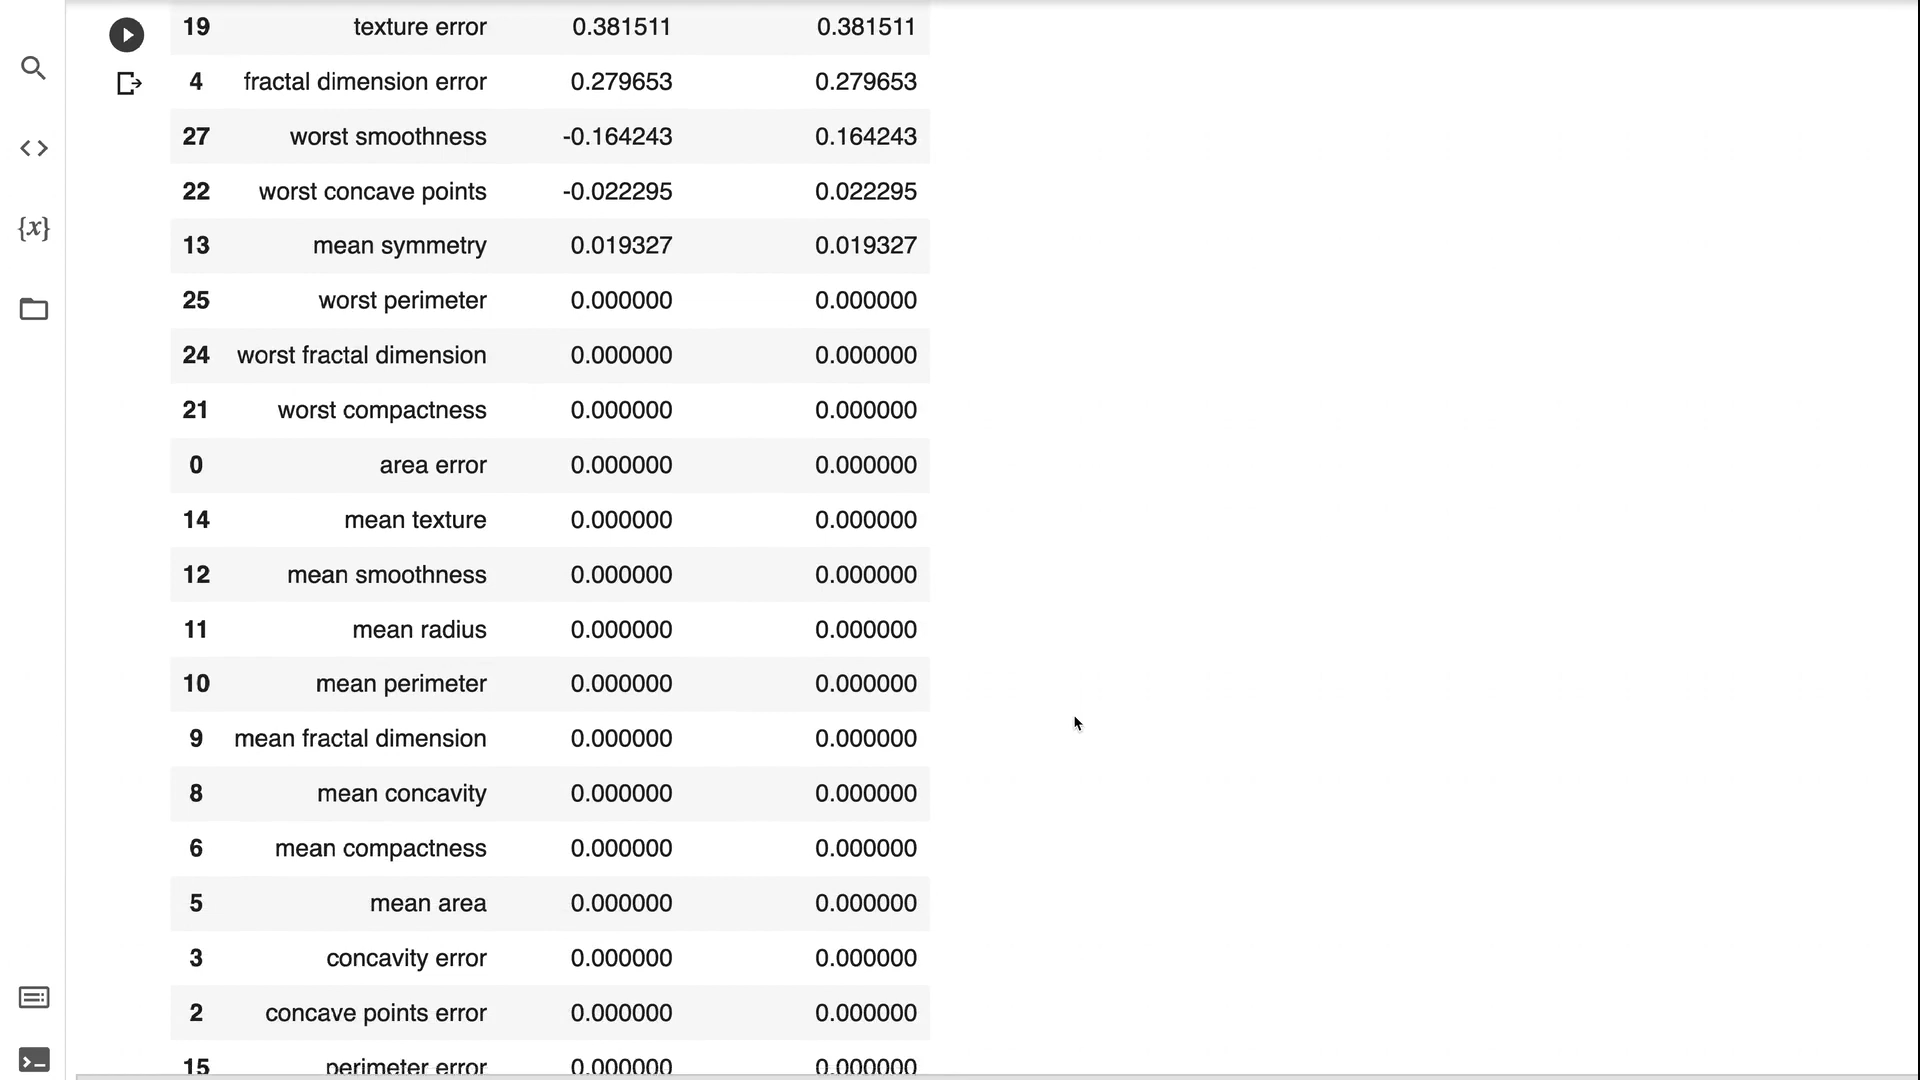 19 texture error 0.381511 0.381511
4 fractal dimension error 0.279653 0.279653
27 worst smoothness -0.164243 0.164243
22 worst concave points -0.022295 0.022295
13 mean symmetry 0.019327 0.019327
25 worst perimeter 0.000000 0.000000
24 worst fractal dimension 0.000000 0.000000
21 worst compactness 0.000000 0.000000
0 area error 0.000000 0.000000
14 mean texture 0.000000 0.000000
12 mean smoothness 0.000000 0.000000
11 mean radius 0.000000 0.000000
10 mean perimeter 0.000000 0.000000
9 mean fractal dimension 0.000000 0.000000
8 mean concavity 0.000000 0.000000
6 mean compactness 0.000000 0.000000
5 mean area 0.000000 0.000000
3 concavity error 0.000000 0.000000
2 concave points error 0.000000 0.000000
15 perimeter error 0.000000 0.000000
{x}